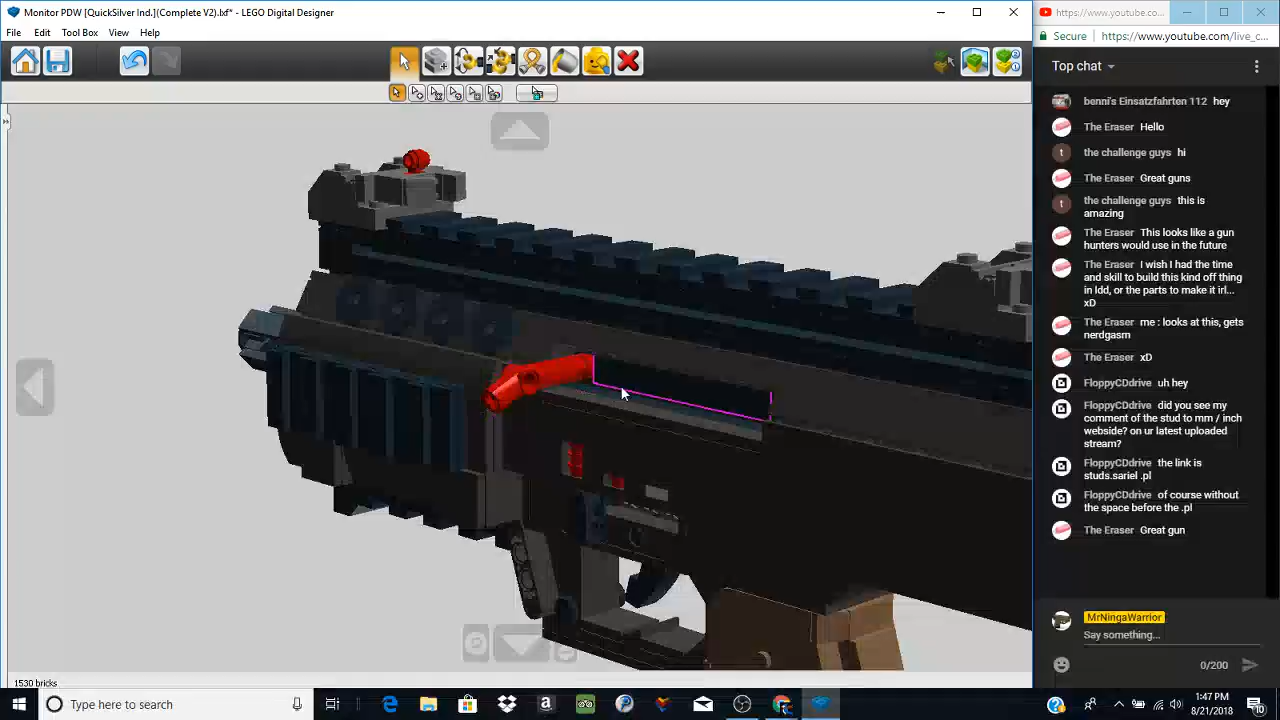 Monitor PDW [QuickSilver Ind.](Complete V2).lxf* - LEGO Digital Designer
https://www.youtube.co...
File Edit Tool Box View Help
Secure https://www.youtube.com/live_c...
Top chat
benni's Einsatzfahrten 112 hey
The Eraser Hello
t the challenge guys hi
The Eraser Great guns
t the challenge guys this is
amazing
The Eraser This looks like a gun
hunters would use in the future
The Eraser I wish I had the time
and skill to build this kind off thing
in ldd, or the parts to make it irl...
xD
The Eraser me : looks at this, gets
nerdgasm
The Eraser xD
FloppyCDdrive uh hey
FloppyCDdrive did you see my
comment of the stud to mm / inch
webside? on ur latest uploaded
stream?
FloppyCDdrive the link is
studs.sariel .pl
FloppyCDdrive of course without
the space before the .pl
The Eraser Great gun
MrNingaWarrior
Say something...
0/200
1530 bricks
Type here to search
1:47 PM
8/21/2018